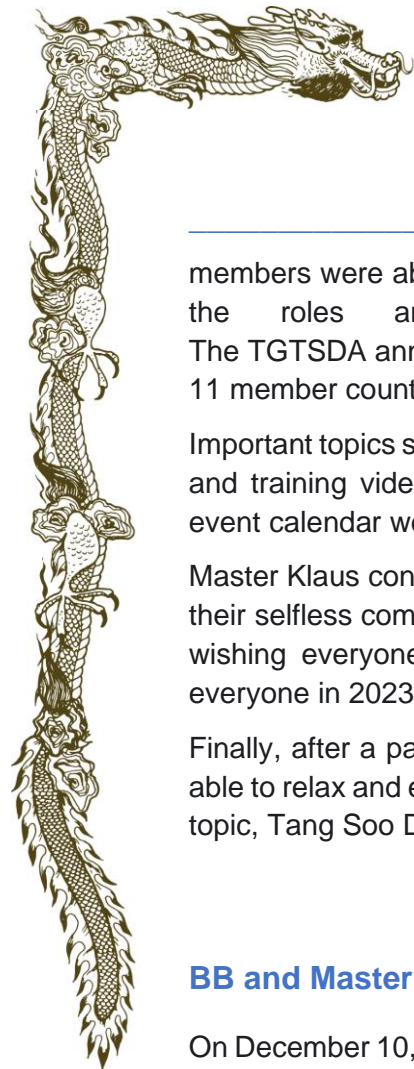 members were ab
the roles a
The TGTSDA ann
11 member count
Important topics s
and training vide
event calendar we
Master Klaus con
their selfless com
wishing everyone
everyone in 2023
Finally, after a pa
able to relax and e
topic, Tang Soo D
BB and Master
On December 10,